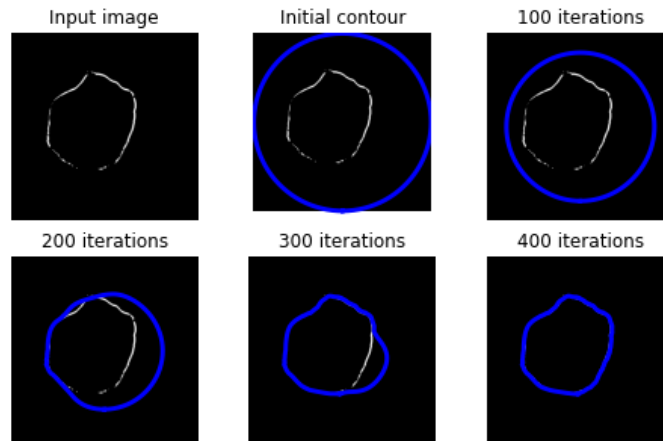 Input image
Initial contour
100 iterations
200 iterations
300 iterations
400 iterations